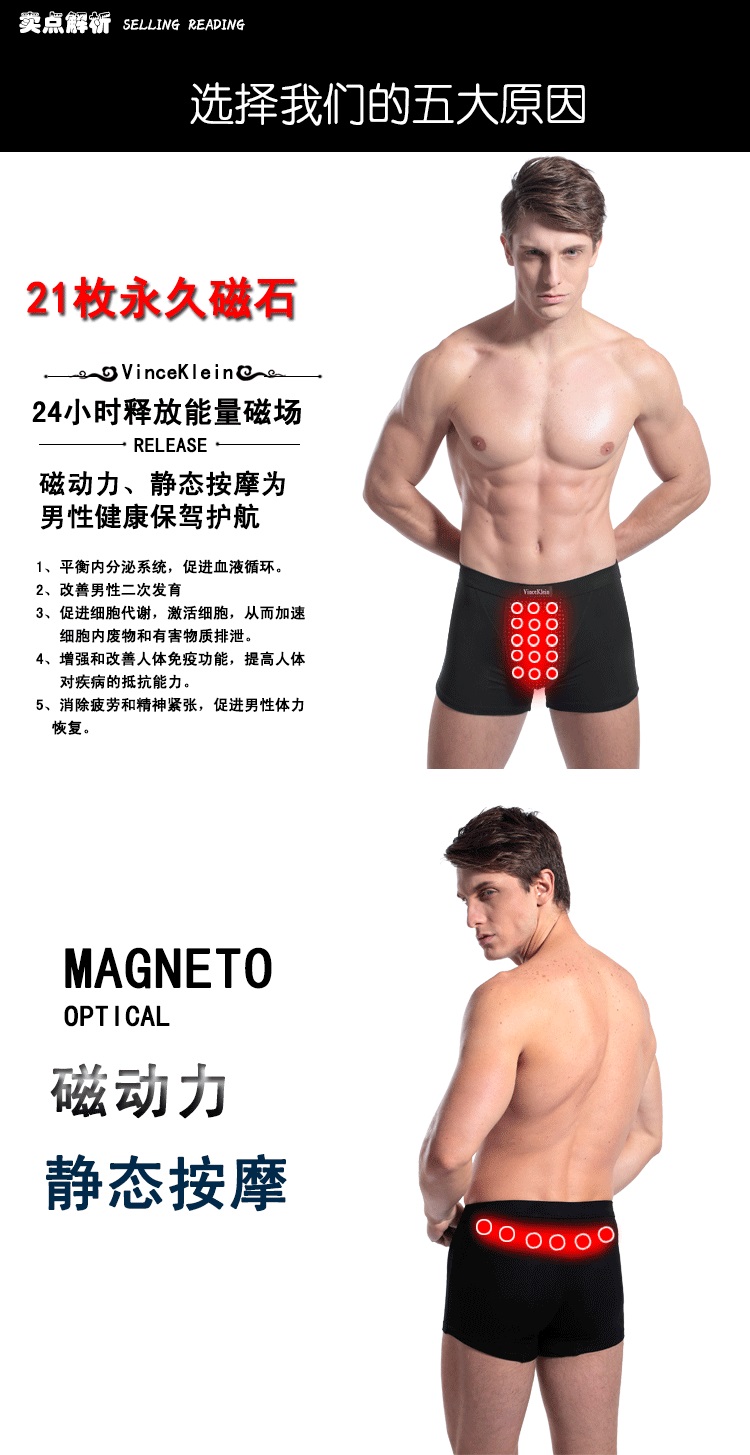 卖点解析 SELLING READING
选择我们的五大原因
21枚永久磁石
VinceKlein
24小时释放能量磁场
RELEASE
磁动力、静态按摩为
男性健康保驾护航
1、平衡内分泌系统，促进血液循环。
2、改善男性二次发育
3、促进细胞代谢，激活细胞，从而加速
细胞内废物和有害物质排泄。
4、增强和改善人体免疫功能，提高人体
对疾病的抵抗能力。
5、消除疲劳和精神紧张，促进男性体力
恢复。
VinceKlein
MAGNETO
OPTICAL
磁动力
静态按摩